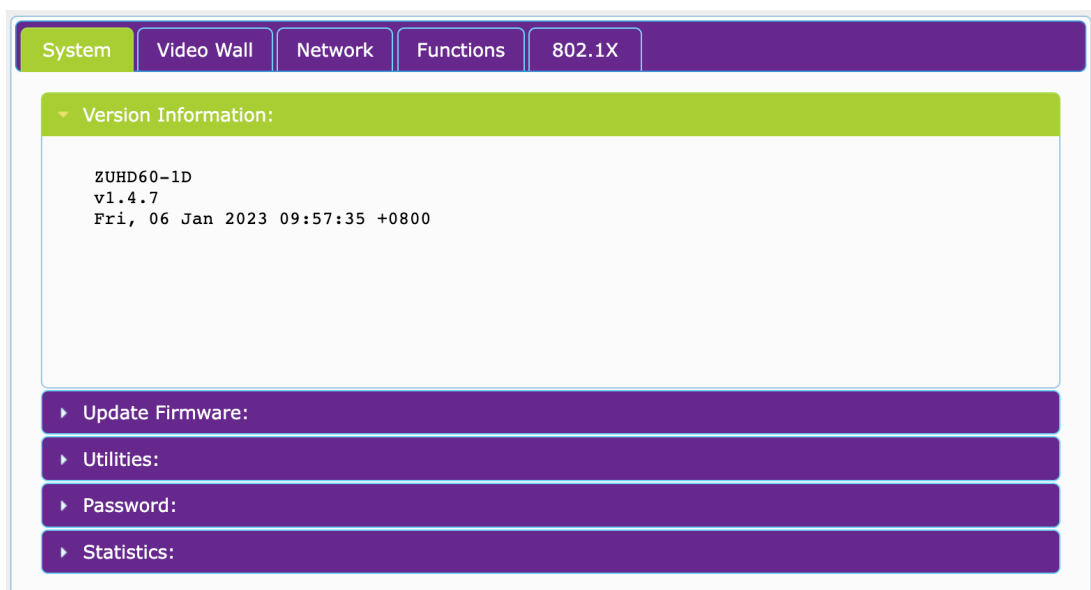 System Video Wall Network Functions 802.1X
Version Information:
ZUHD60-1D
v1.4.7
Fri, 06 Jan 2023 09:57:35 +0800
Update Firmware:
Utilities:
Password:
Statistics: